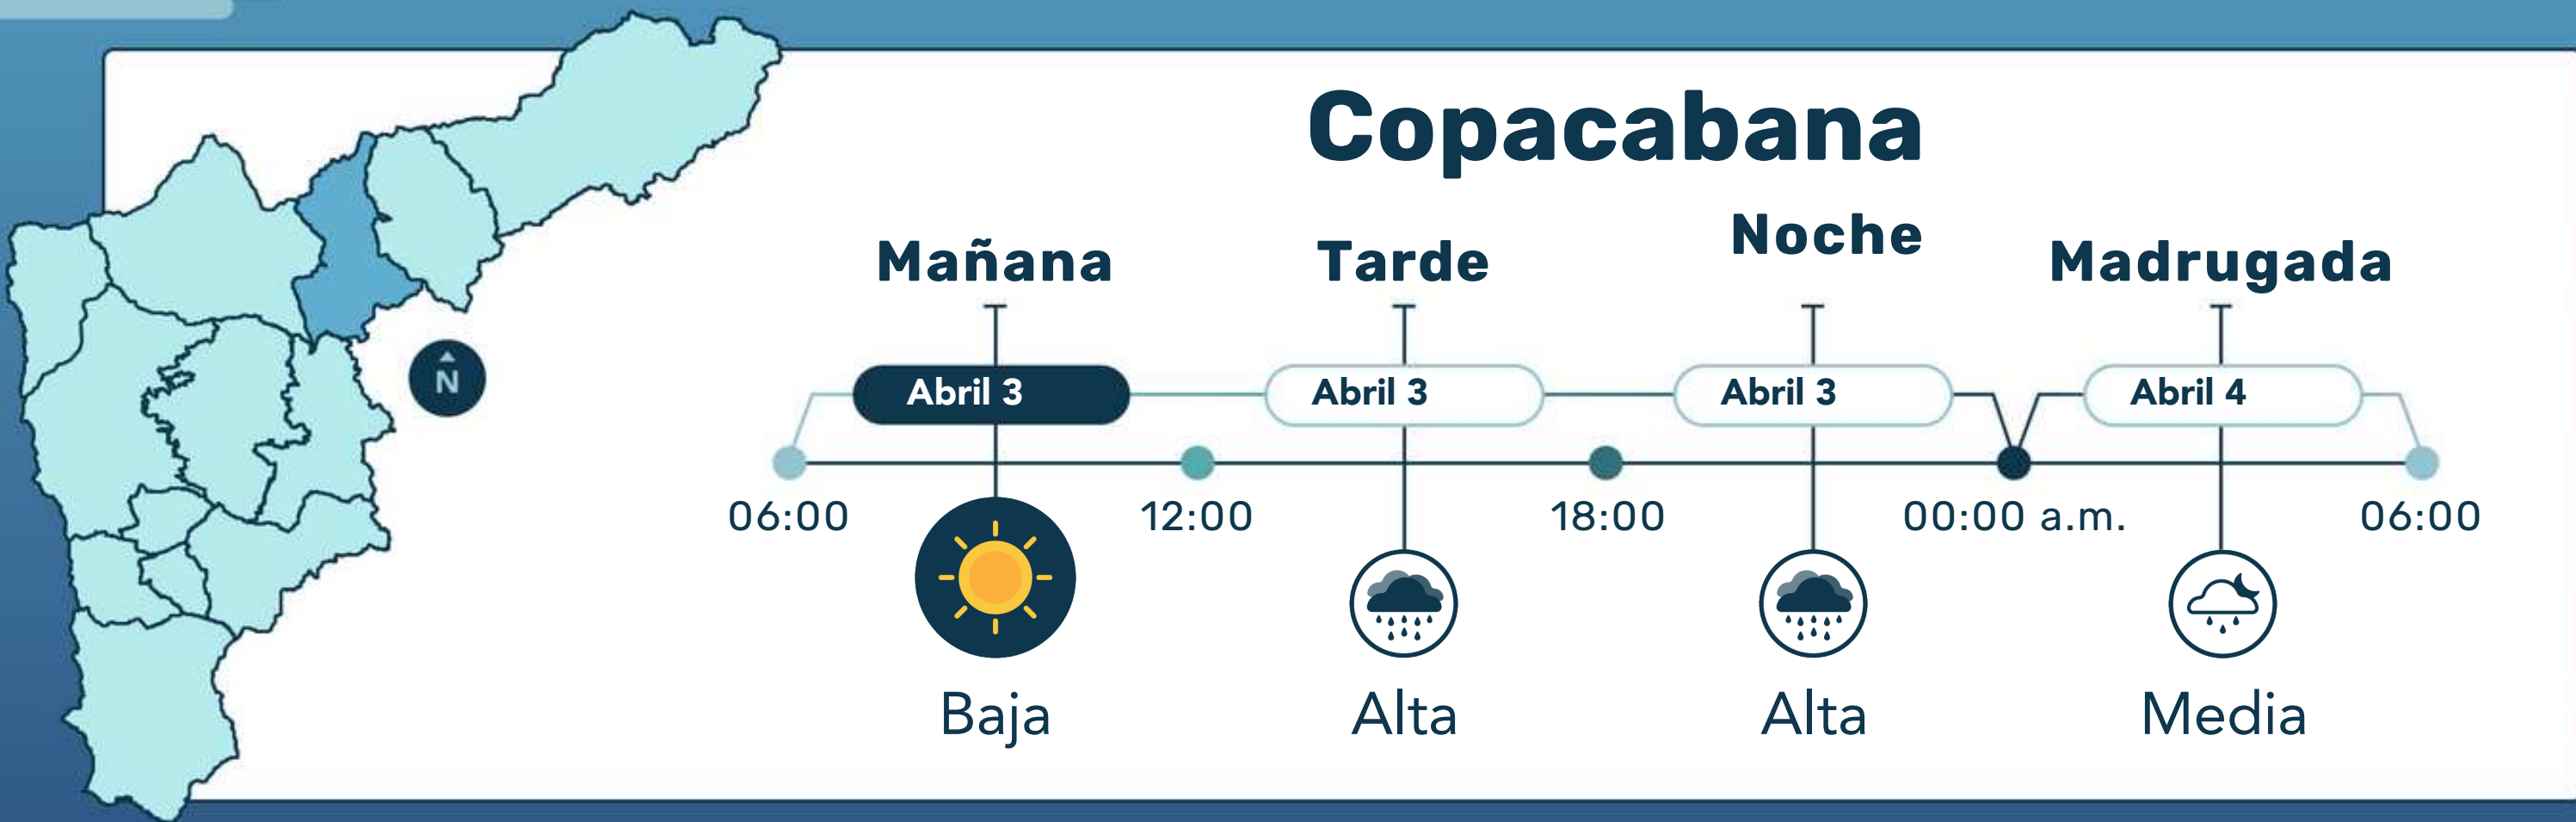 Copacabana
Mañana
Tarde
Noche
Madrugada
Abril 3
Abril 3
Abril 3
Abril 4
N
06:00
12:00
18:00
00:00 a.m.
06:00
Baja
Alta
Alta
Media